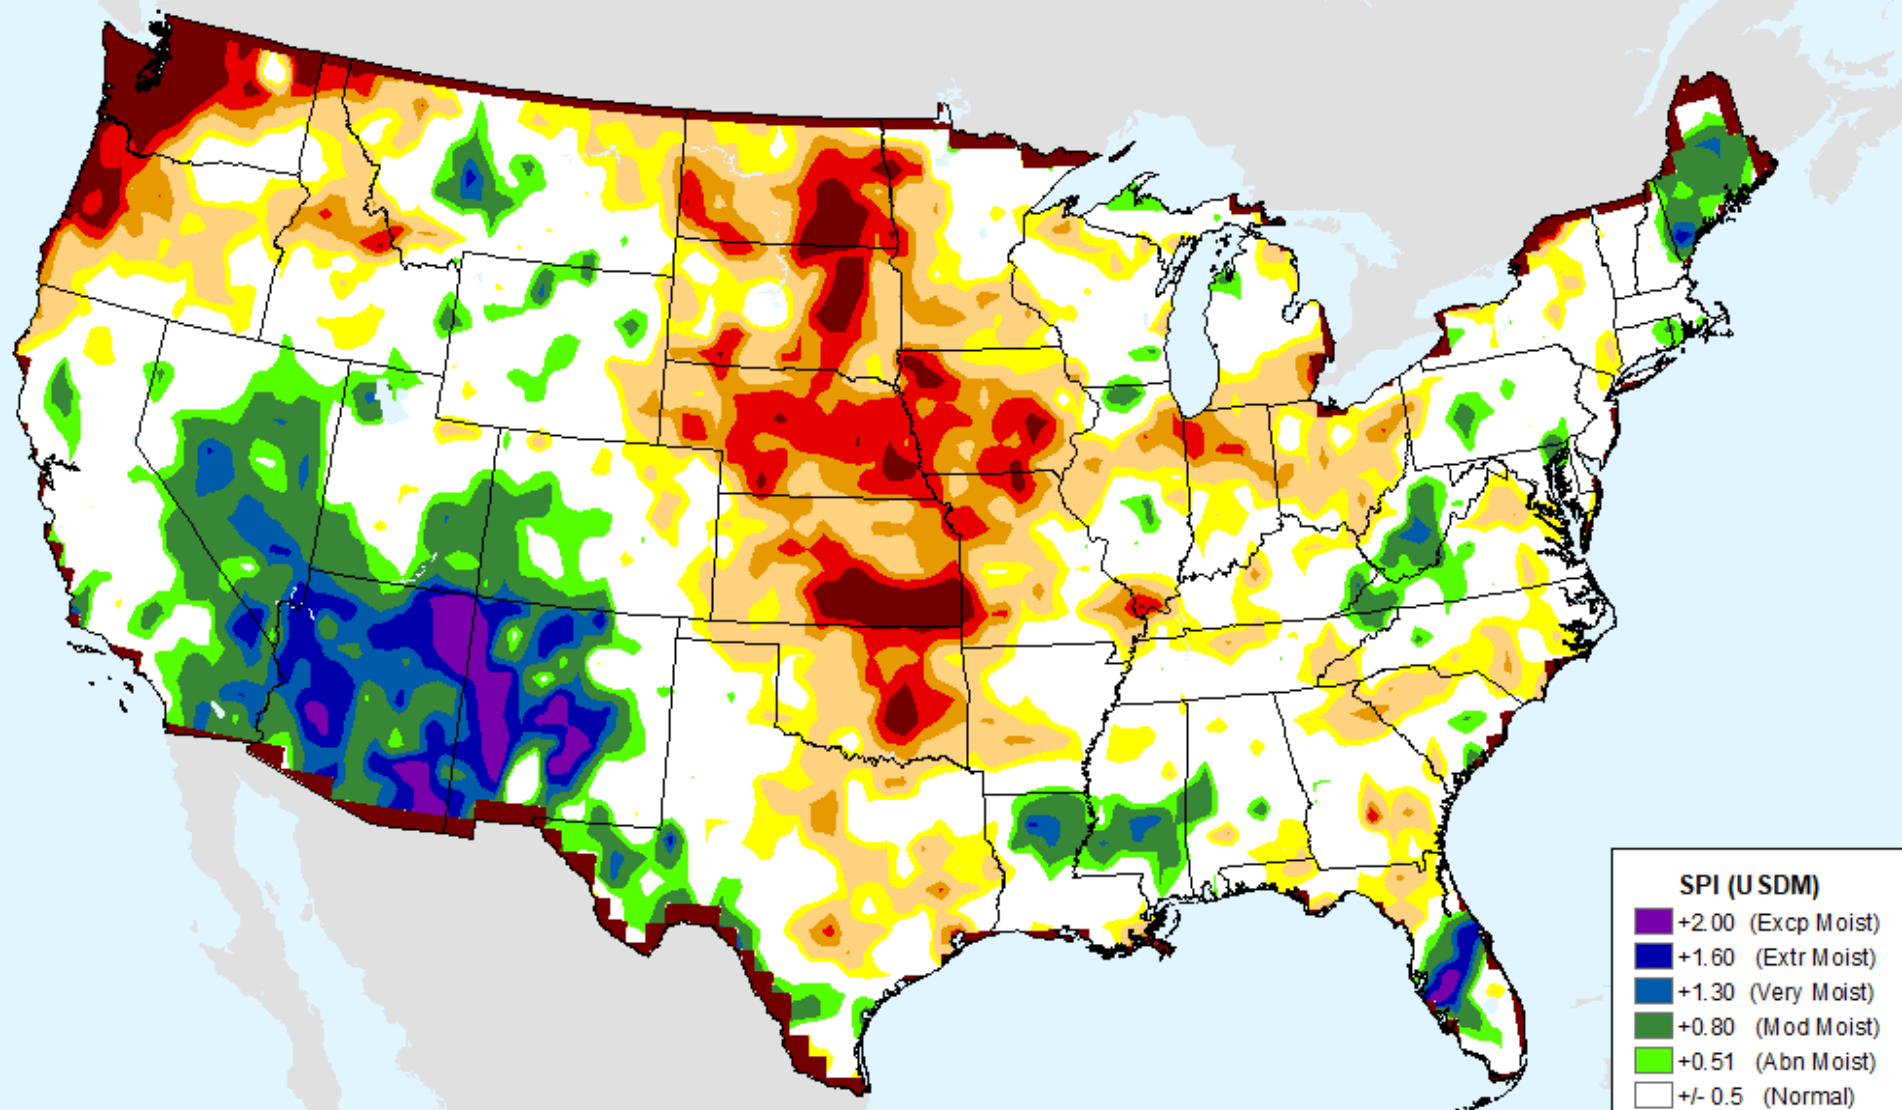 SPI (USDM)
+2.00 (Excp Moist)
+1.60 (Extr Moist)
+1.30 (Very Moist)
+0.80 (Mod Moist)
+0.51 (Abn Moist)
+/- 0.5 (Normal)